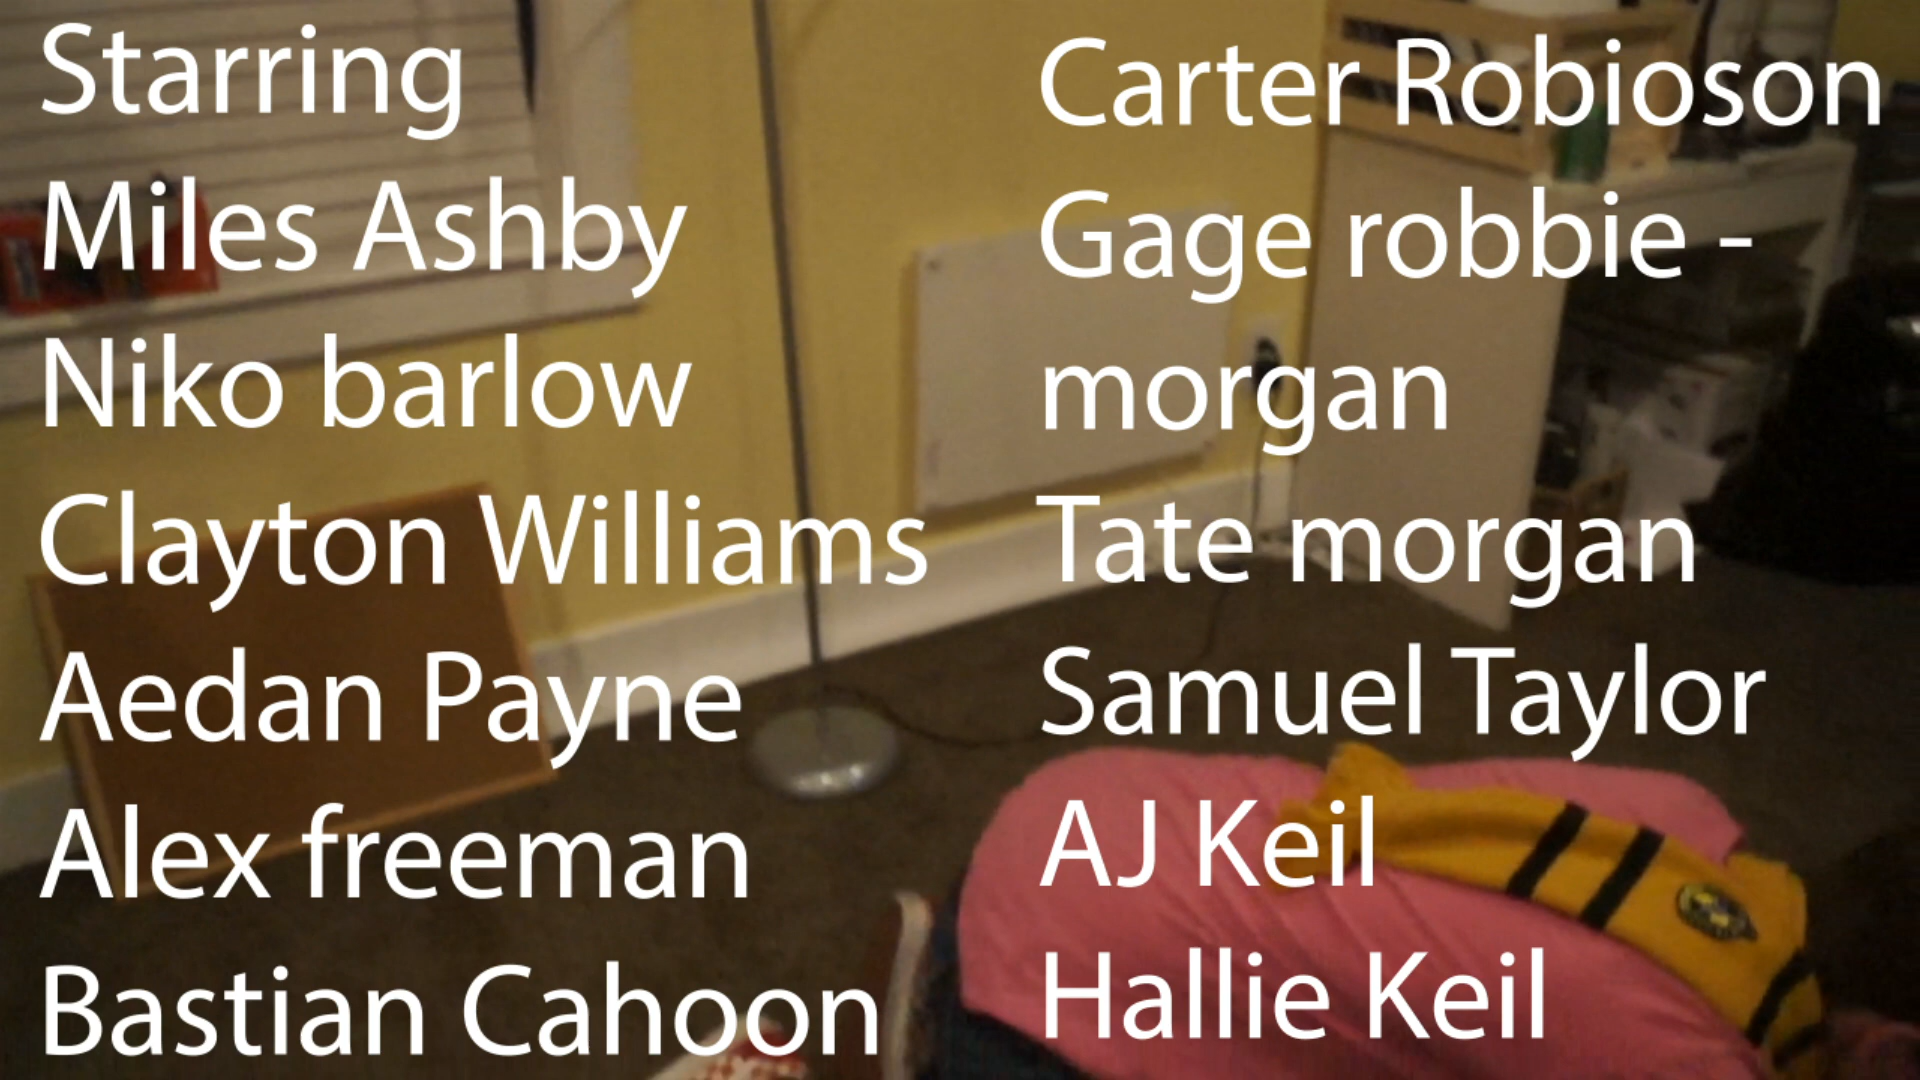 Starring
Miles Ashby
Niko barlow
Clayton Williams
Aedan Payne
Alex freeman
Bastian Cahoon
Carter Robioson
Gage robbie -
morgan
Tate morgan
Samuel Taylor
AJ Keil
Hallie Keil